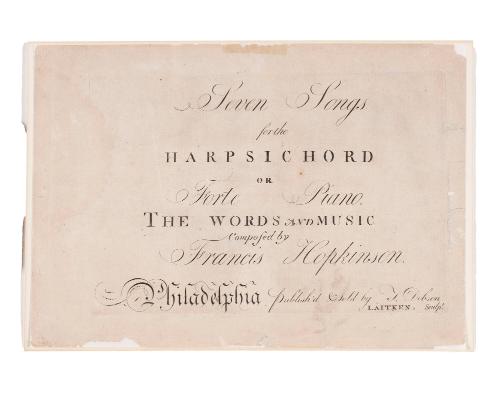 Seven Songs
for the
HARPSICHORD
OR
Forte Piano.
THE WORDS AND MUSIC
Composed by
Francis Hopkinson.
Philadelphia Publish'd & Sold by T. Dobson
I. AITKEN. Sculpt.